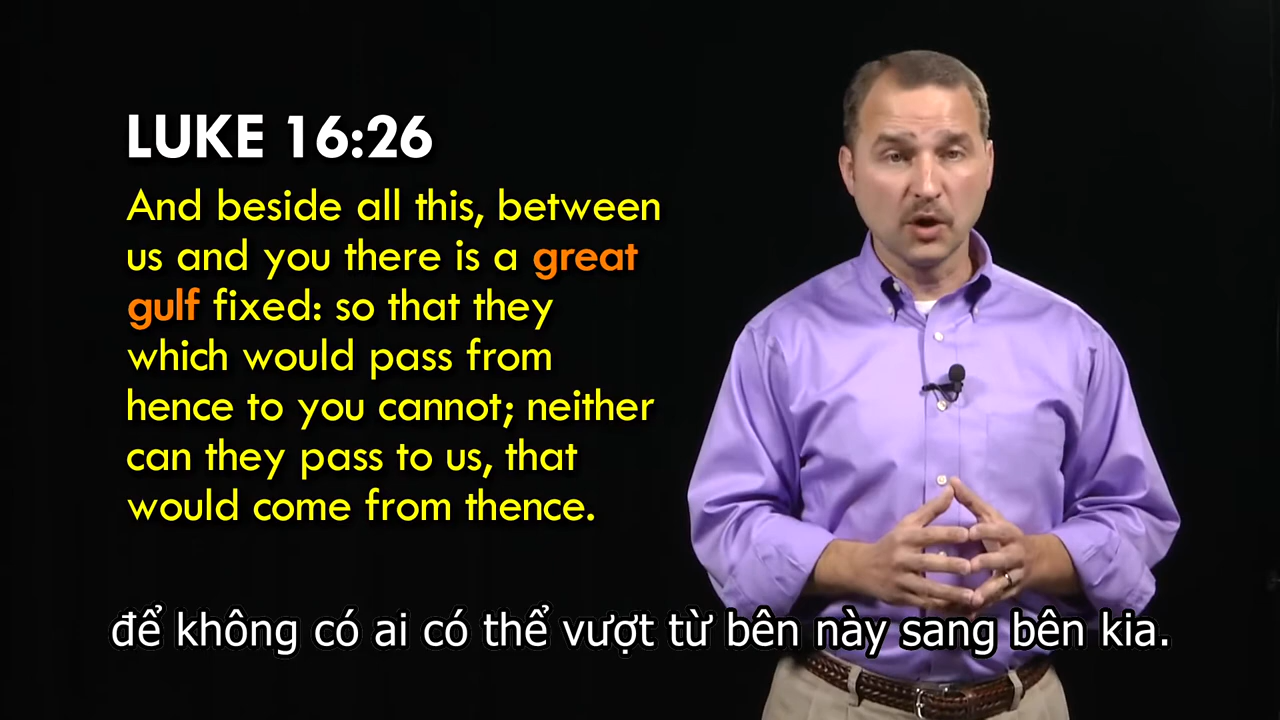 LUKE 16:26
And beside all this, between
us and you there is a great
gulf fixed: so that they
which would pass from
hence to you cannot; neither
can they pass to us, that
would come from thence.
để không có ai có thể vượt từ bên này sang bên kia.